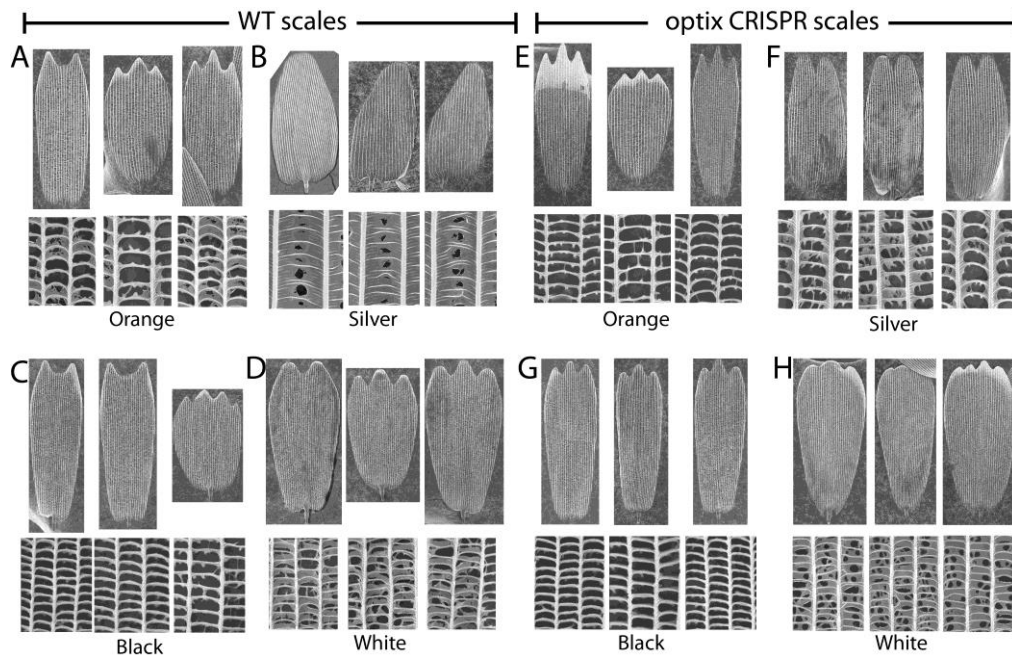 WT scales
optix CRISPR scales
A
B
E
F
Orange
Silver
Orange
Silver
C
D
G
H
Black
White
Black
White